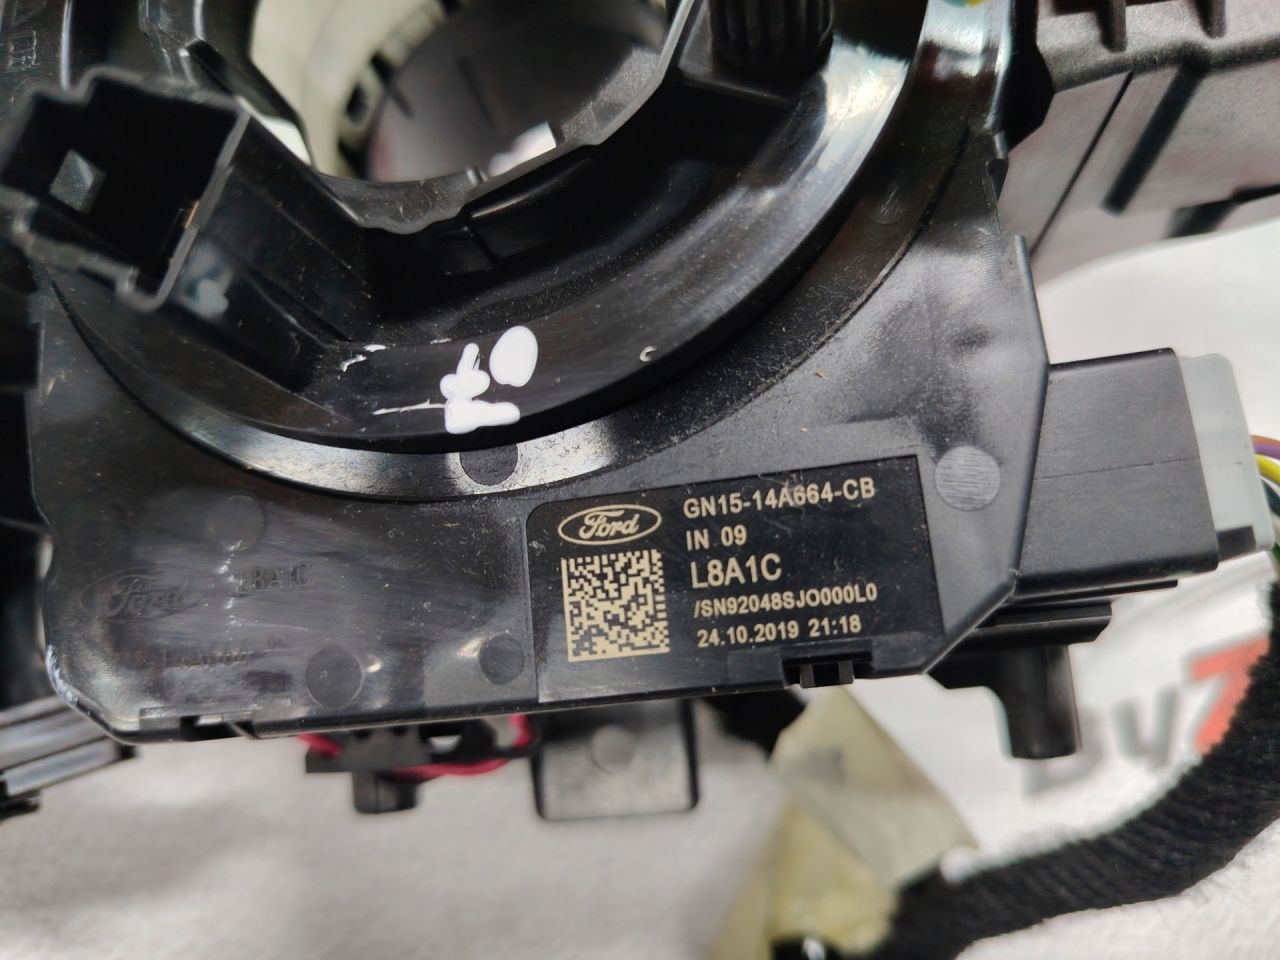 Ford
GN15-14A664-CB
IN 09
L8A1C
/SN92048SJO000L0
24.10.2019 21:18
Ford
L8A1C